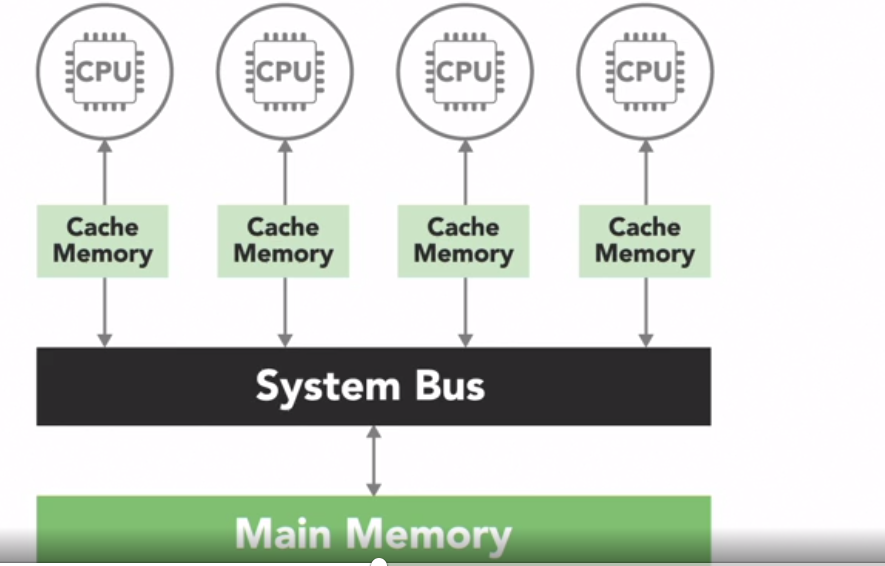 CPU CPU CPU CPU
Cache Memory
Cache Memory
Cache Memory
Cache Memory
System Bus
Main Memory